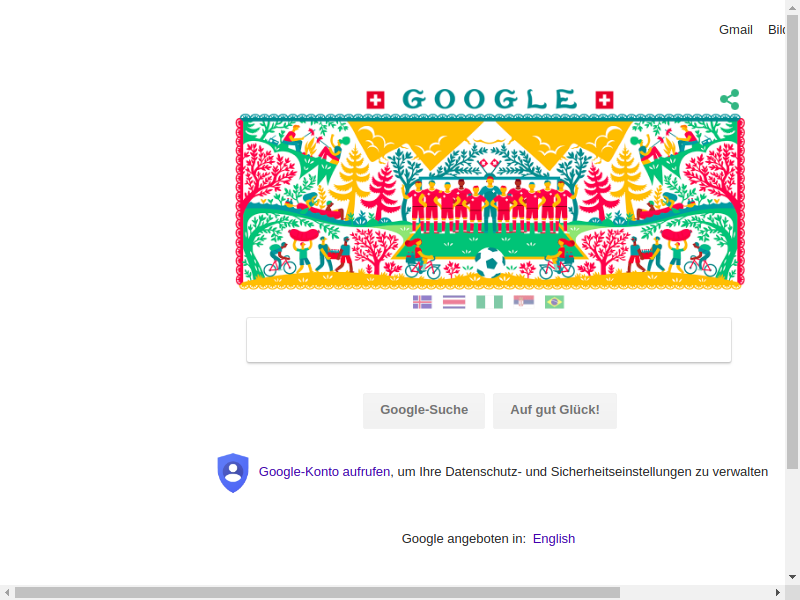 Gmail Bild
GOOGLE
Google-Suche Auf gut Glück!
Google-Konto aufrufen, um Ihre Datenschutz- und Sicherheitseinstellungen zu verwalten
Google angeboten in: English